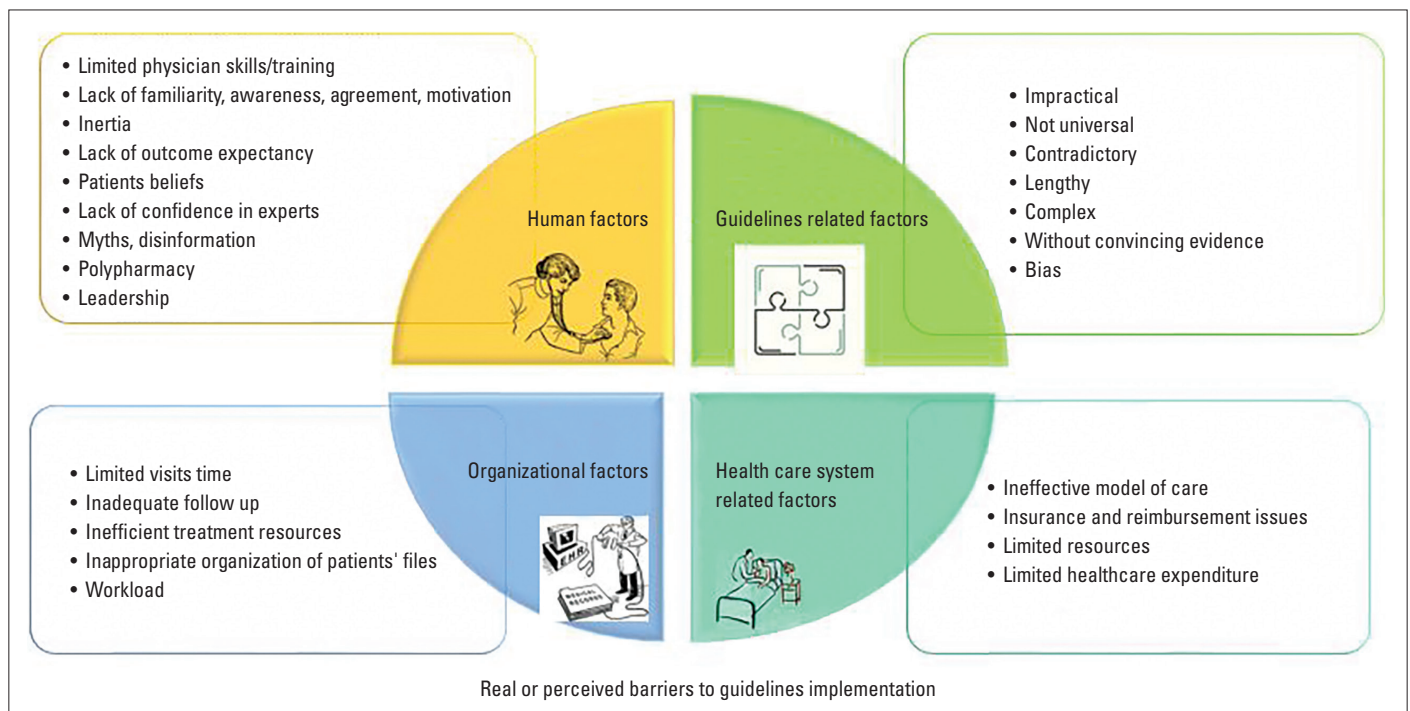 • Limited physician skills/training
• Lack of familiarity, awareness, agreement, motivation
• Inertia
• Lack of outcome expectancy
• Patients beliefs
• Lack of confidence in experts
• Myths, disinformation
• Polypharmacy
• Leadership
Human factors
Guidelines related factors
• Impractical
• Not universal
• Contradictory
• Lengthy
• Complex
• Without convincing evidence
• Bias
• Limited visits time
• Inadequate follow up
• Inefficient treatment resources
• Inappropriate organization of patients' files
• Workload
Organizational factors
EHR
MEDICAL
RECORDS
Health care system
related factors
• Ineffective model of care
• Insurance and reimbursement issues
• Limited resources
• Limited healthcare expenditure
Real or perceived barriers to guidelines implementation